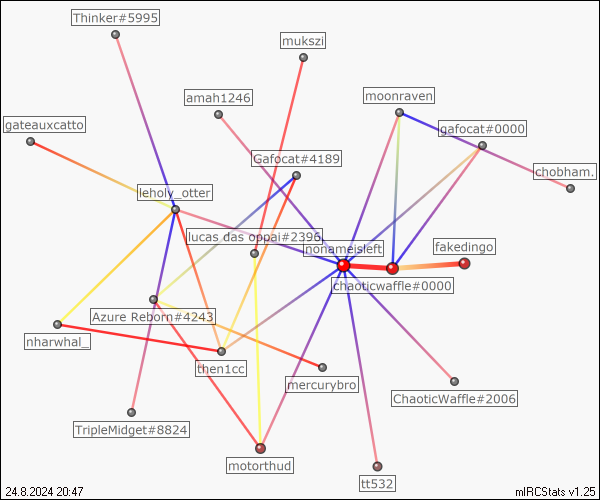 Thinker#5995
mukszi
amah1246
moonraven
gateauxcatto
gafocat#0000
Gafocat#4189
chobham.
leholy_otter
lucas das oppai#2396
nonameisleft
fakedingo
chaoticwaffle#0000
Azure Reborn#4243
nharwhal_
then1cc
mercurybro
ChaoticWaffle#2006
TripleMidget#8824
motorthud
tt532
24.8.2024 20:47
mIRCStats v1.25